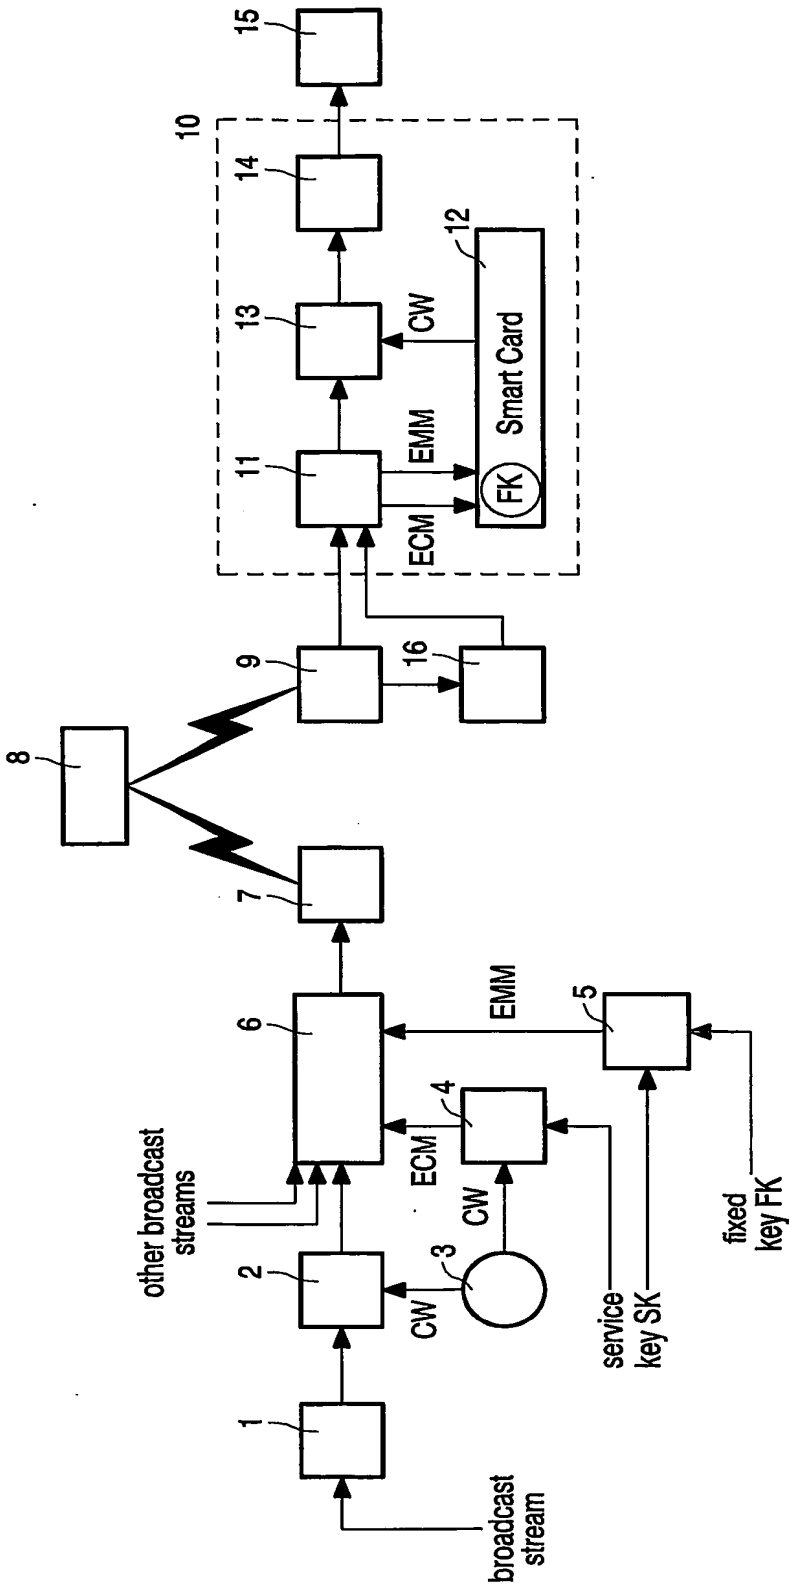 broadcast
stream
1
2
CW
3
CW
other broadcast
streams
ECM
4
service
key SK
fixed
key FK
5
EMM
6
7
8
9
16
10
11
ECM
EMM
FK
Smart Card
12
CW
13
14
15